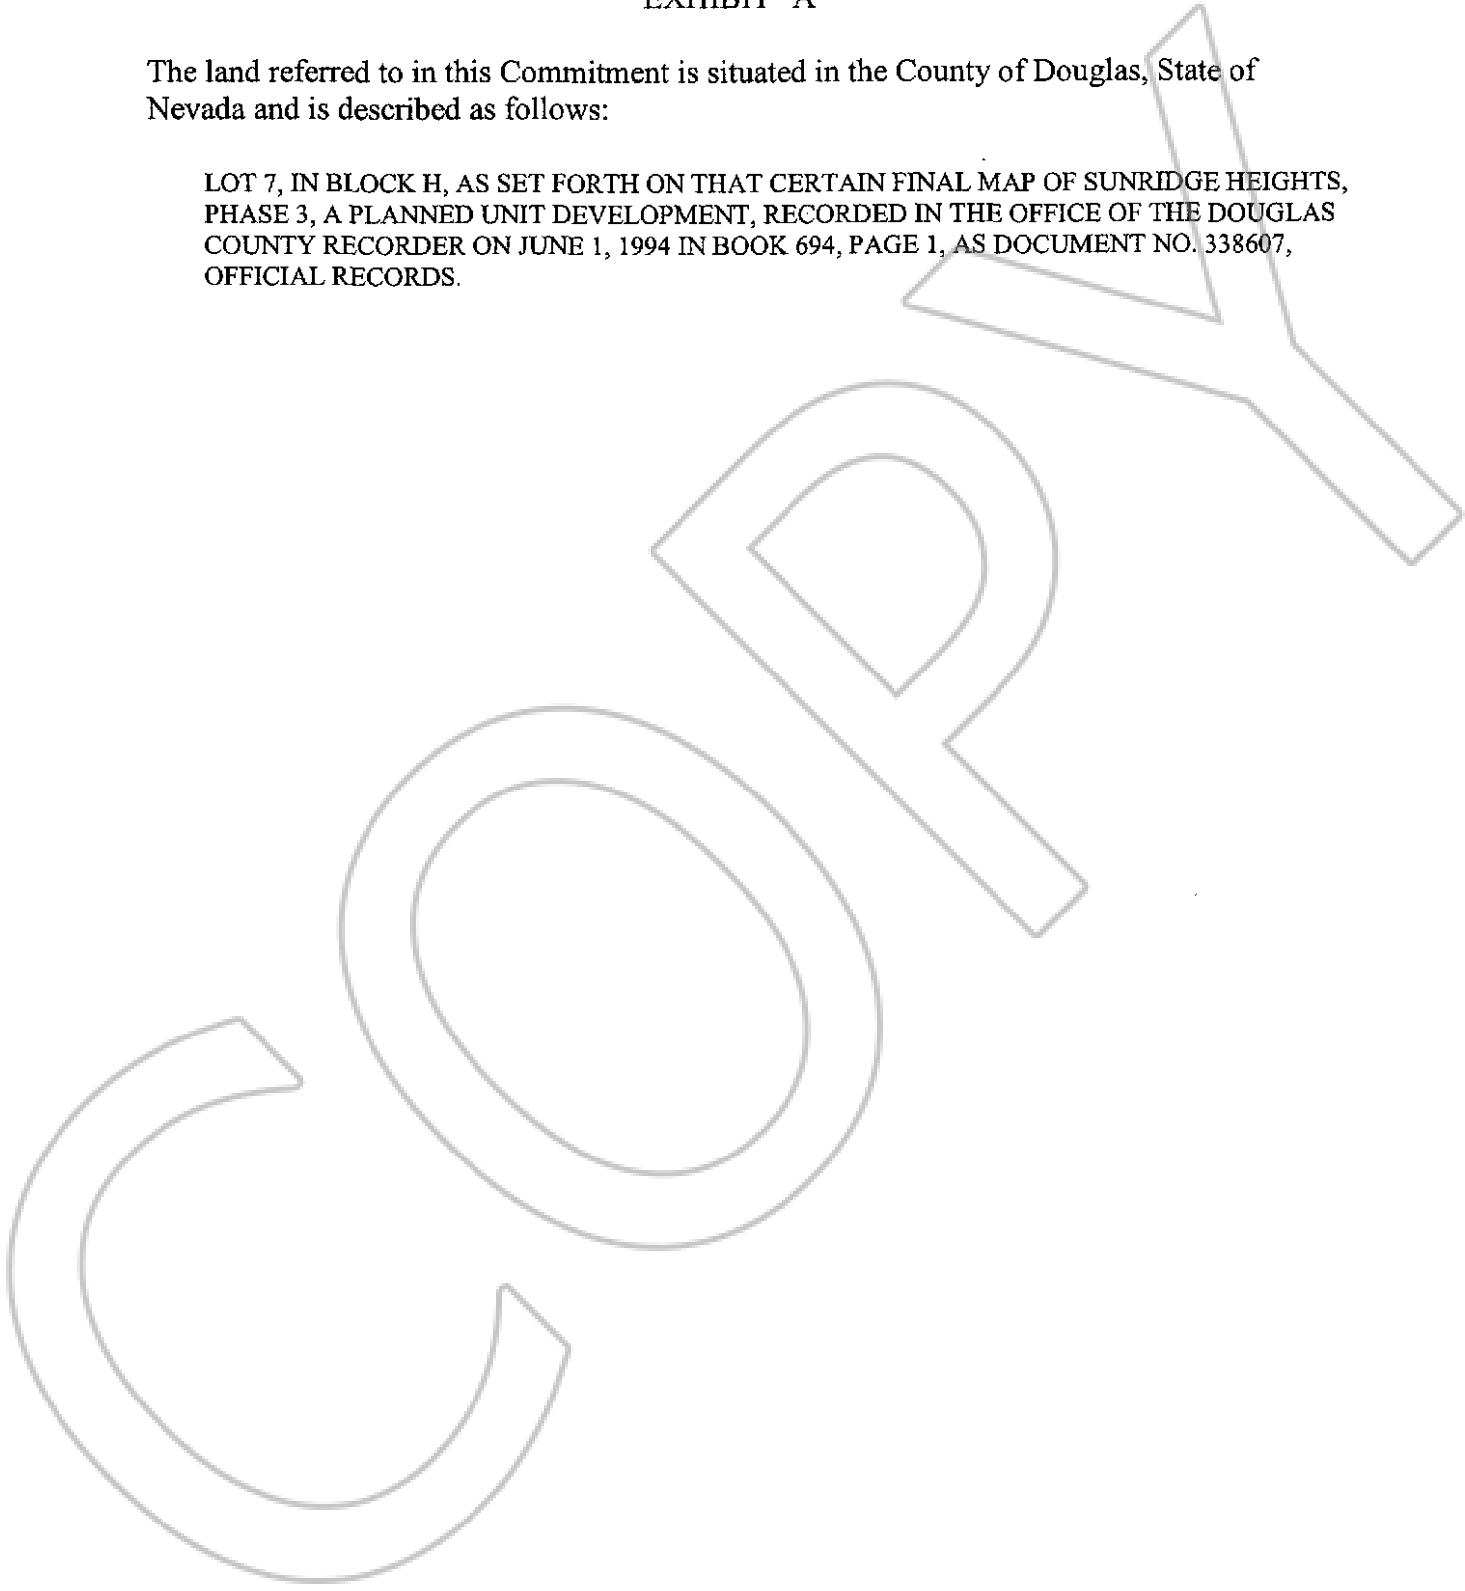 EXHIBIT "A"
The land referred to in this Commitment is situated in the County of Douglas, State of
Nevada and is described as follows:
LOT 7, IN BLOCK H, AS SET FORTH ON THAT CERTAIN FINAL MAP OF SUNRIDGE HEIGHTS,
PHASE 3, A PLANNED UNIT DEVELOPMENT, RECORDED IN THE OFFICE OF THE DOUGLAS
COUNTY RECORDER ON JUNE 1, 1994 IN BOOK 694, PAGE 1, AS DOCUMENT NO. 338607,
OFFICIAL RECORDS.
COPY